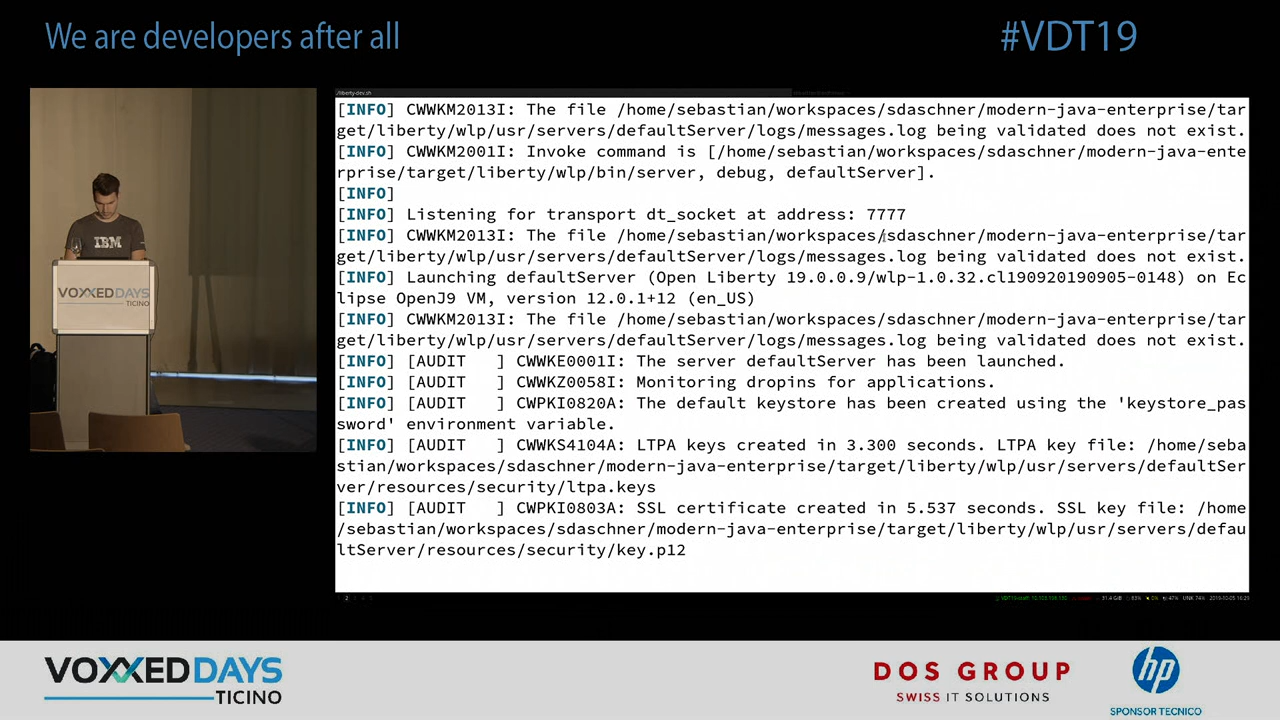 We are developers after all
#VDT19
./liberty-dev.sh
[INFO] CWWKM2013I: The file /home/sebastian/workspaces/sdaschner/modern-java-enterprise/tar
get/liberty/wlp/usr/servers/defaultServer/logs/messages.log being validated does not exist.
[INFO] CWWKM2001I: Invoke command is [/home/sebastian/workspaces/sdaschner/modern-java-ente
rprise/target/liberty/wlp/bin/server, debug, defaultServer].
[INFO]
[INFO] Listening for transport dt_socket at address: 7777
[INFO] CWWKM2013I: The file /home/sebastian/workspaces/sdaschner/modern-java-enterprise/tar
get/liberty/wlp/usr/servers/defaultServer/logs/messages.log being validated does not exist.
[INFO] Launching defaultServer (Open Liberty 19.0.0.9/wlp-1.0.32.cl190920190905-0148) on Ec
lipse OpenJ9 VM, version 12.0.1+12 (en_US)
[INFO] CWWKM2013I: The file /home/sebastian/workspaces/sdaschner/modern-java-enterprise/tar
get/liberty/wlp/usr/servers/defaultServer/logs/messages.log being validated does not exist.
[INFO] [AUDIT   ] CWWKE0001I: The server defaultServer has been launched.
[INFO] [AUDIT   ] CWWKZ0058I: Monitoring dropins for applications.
[INFO] [AUDIT   ] CWPKI0820A: The default keystore has been created using the 'keystore_pas
sword' environment variable.
[INFO] [AUDIT   ] CWWKS4104A: LTPA keys created in 3.300 seconds. LTPA key file: /home/seba
stian/workspaces/sdaschner/modern-java-enterprise/target/liberty/wlp/usr/servers/defaultSer
ver/resources/security/ltpa.keys
[INFO] [AUDIT   ] CWPKI0803A: SSL certificate created in 5.537 seconds. SSL key file: /home
/sebastian/workspaces/sdaschner/modern-java-enterprise/target/liberty/wlp/usr/servers/defau
ltServer/resources/security/key.p12
IBM
VOXXEDDAYS
TICINO
VOXXEDDAYS
TICINO
DOS GROUP
SWISS IT SOLUTIONS
hp
SPONSOR TECNICO